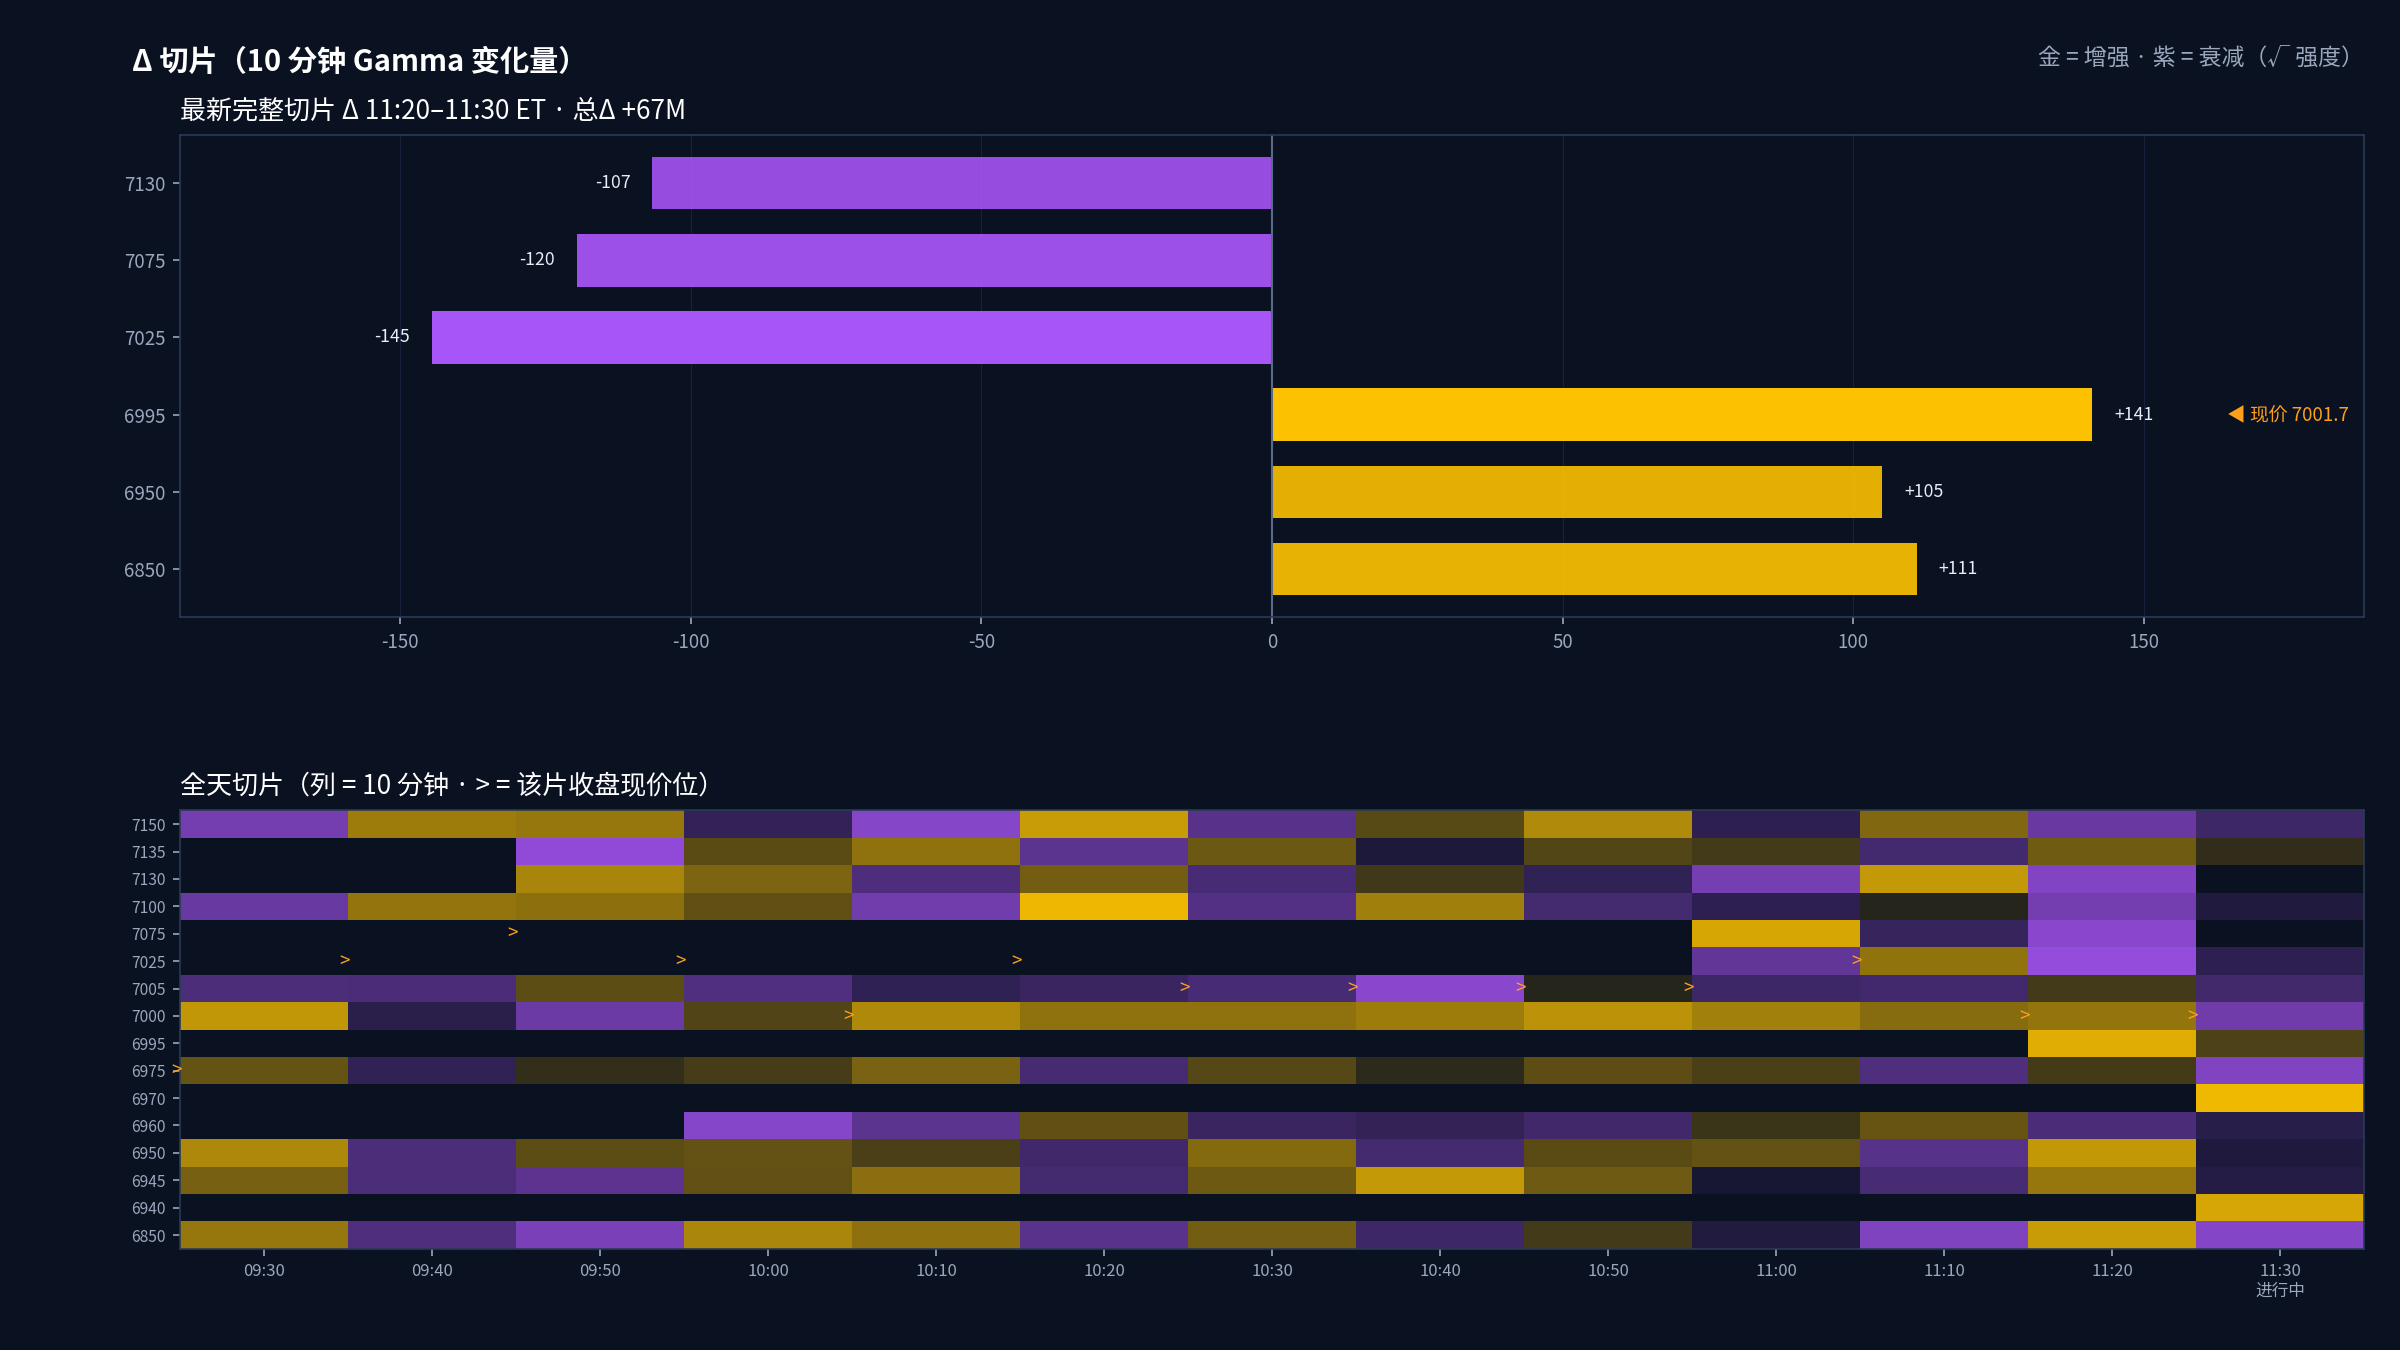 Δ 切片（10 分钟 Gamma 变化量）
金 = 增强 · 紫 = 衰减（√ 强度）
最新完整切片 Δ 11:20–11:30 ET · 总Δ +67M
7130 -107
7075 -120
7025 -145
6995 +141 ◀ 现价 7001.7
6950 +105
6850 +111
-150 -100 -50 0 50 100 150
全天切片（列 = 10 分钟 · > = 该片收盘现价位）
7150
7135
7130
7100
7075 >
7025 > > > >
7005 > > > >
7000 > > >
6995
6975 >
6970
6960
6950
6945
6940
6850
09:30 09:40 09:50 10:00 10:10 10:20 10:30 10:40 10:50 11:00 11:10 11:20 11:30
进行中